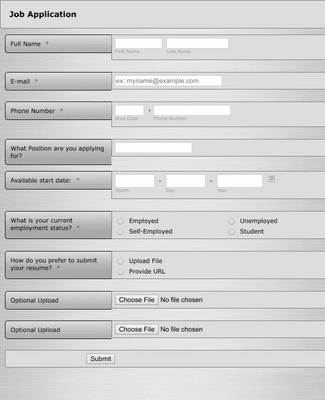 Job Application
Full Name *
First Name Last Name
E-mail *
ex: myname@example.com
Phone Number *
-
Area Code Phone Number
What Position are you applying
for?
Available start date: *
- -
Month Day Year
What is your current
employment status? *
Employed Unemployed
Self-Employed Student
How do you prefer to submit
your resume? *
Upload File
Provide URL
Optional Upload
Choose File No file chosen
Optional Uplioad
Choose File No file chosen
Submit